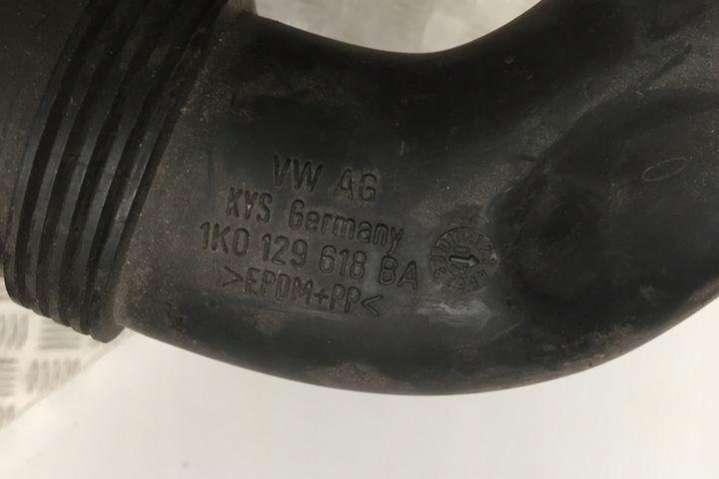 VW AG
KVS Germany
1K0 129 618 BA
>EPDM+PP<